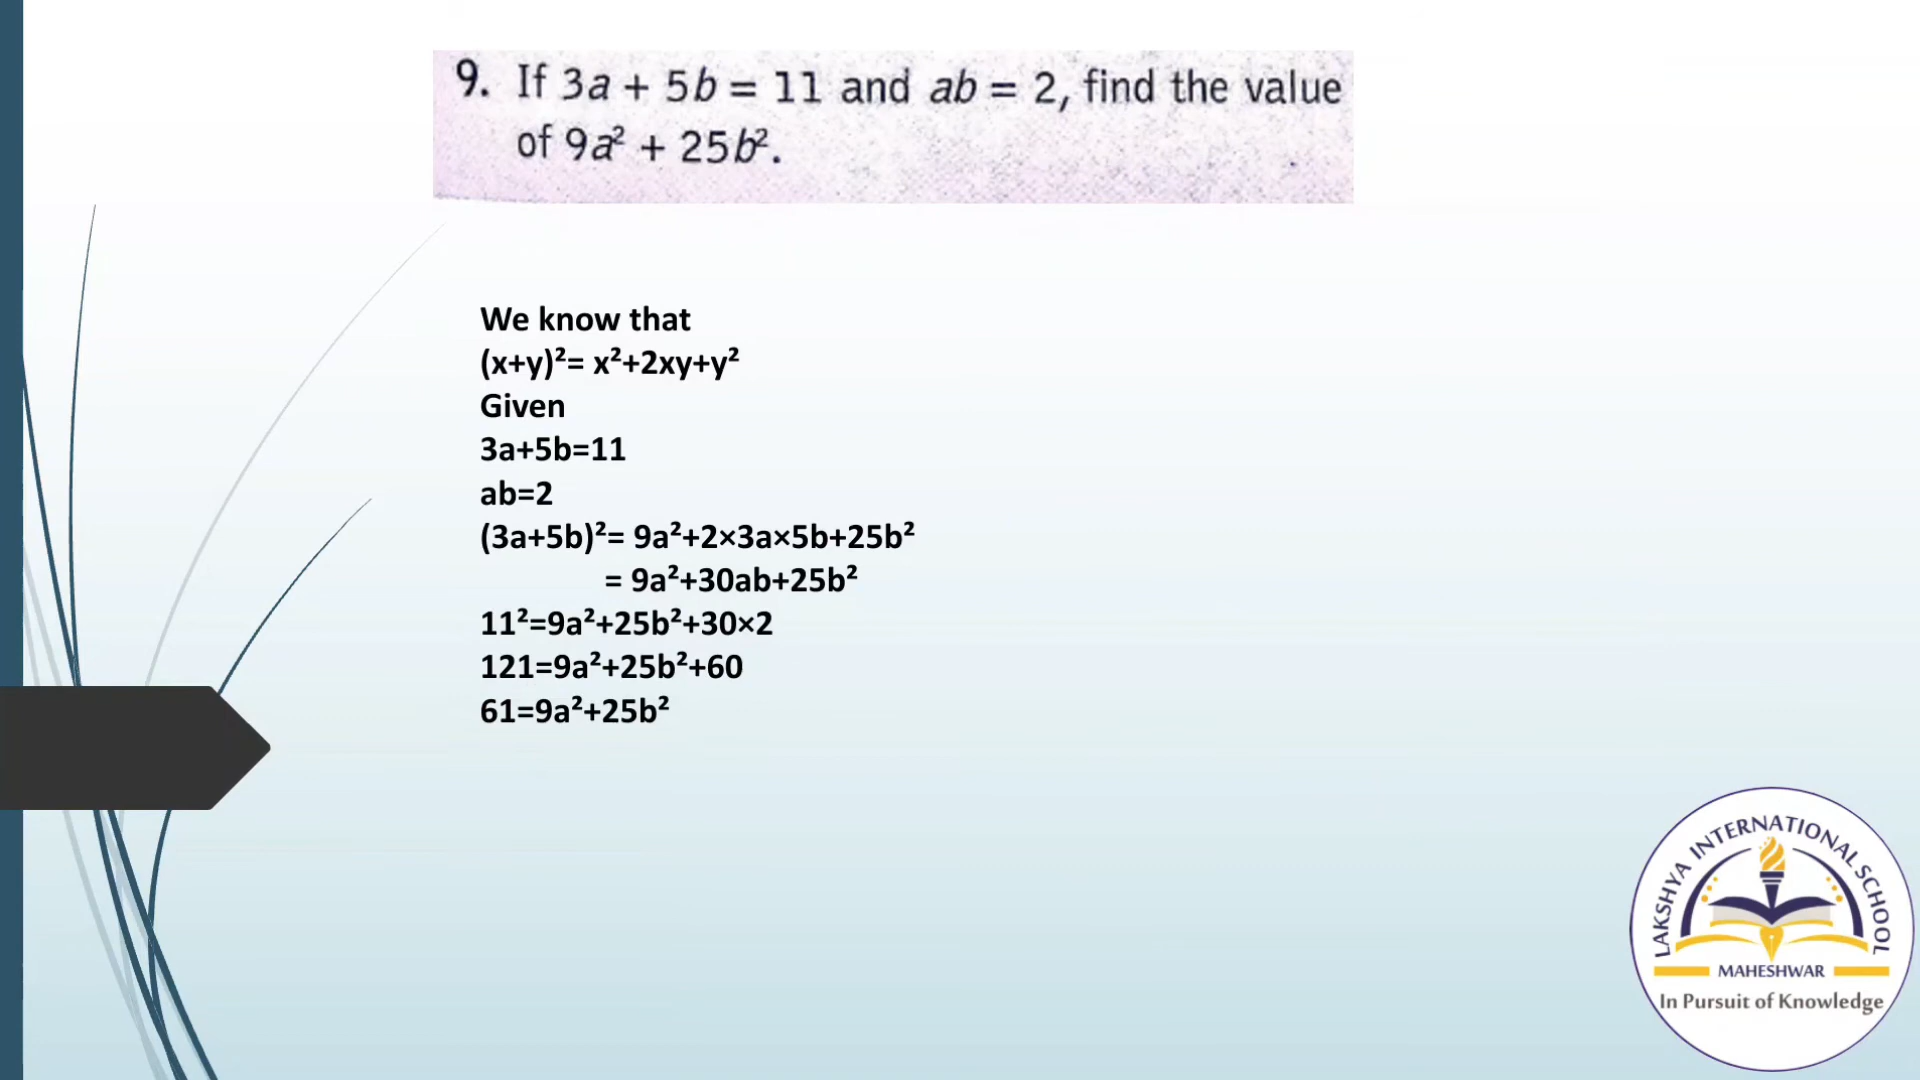 9. If 3a + 5b = 11 and ab = 2, find the value
of 9a² + 25b².
We know that
(x+y)²= x²+2xy+y²
Given
3a+5b=11
ab=2
(3a+5b)²= 9a²+2×3a×5b+25b²
= 9a²+30ab+25b²
11²=9a²+25b²+30×2
121=9a²+25b²+60
61=9a²+25b²
LAKSHYA INTERNATIONAL SCHOOL
MAHESHWAR
In Pursuit of Knowledge